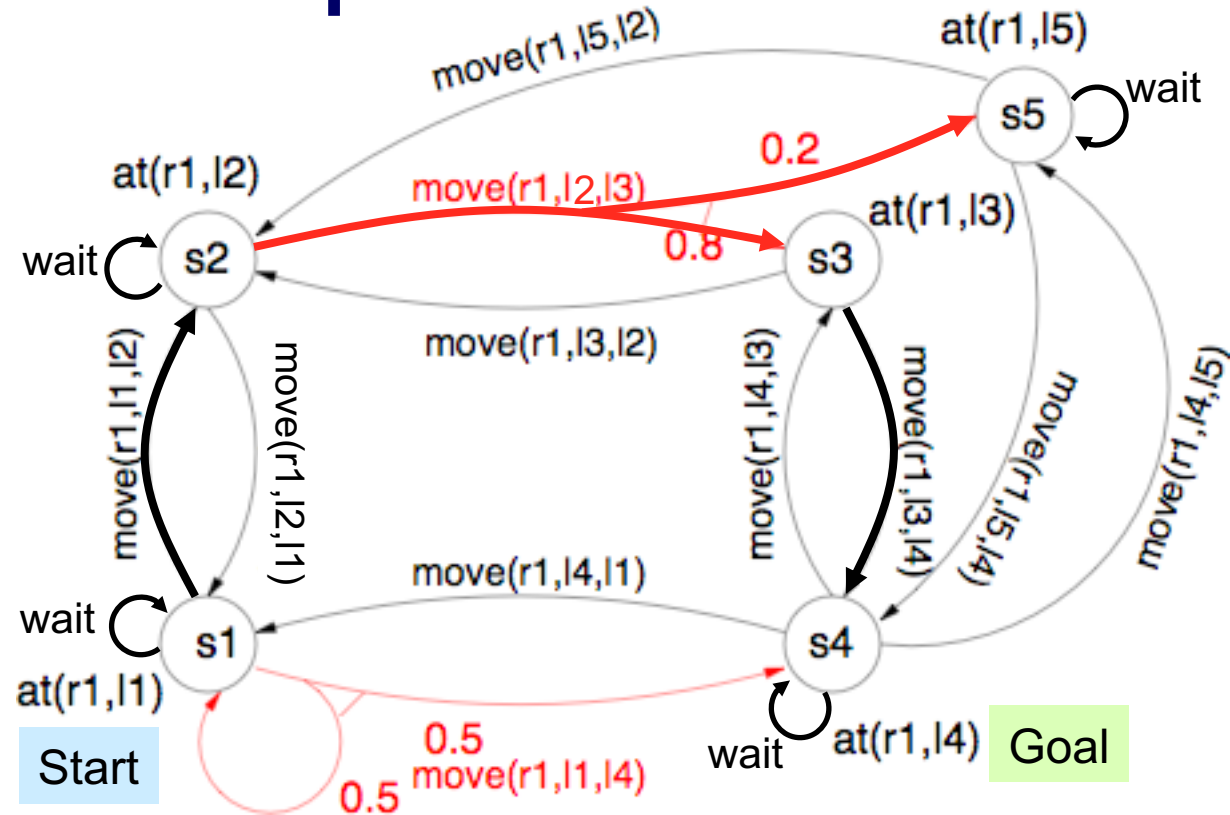 move(r1,l5,l2)
at(r1,l5)
s5
wait
0.2
at(r1,l2)
move(r1,l2,l3)
at(r1,l3)
0.8
wait
s2
s3
move(r1,l3,l2)
move(r1,l1,l2)
move(r1,l2,l1)
move(r1,l4,l3)
move(r1,l3,l4)
move(r1,l5,l4)
move(r1,l4,l5)
move(r1,l4,l1)
wait
s1
s4
at(r1,l1)
0.5
wait
at(r1,l4)
Goal
Start
move(r1,l1,l4)
0.5